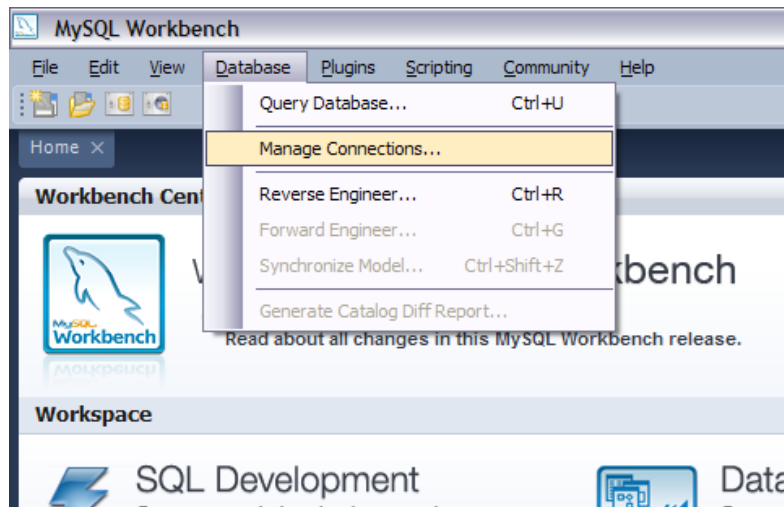 MySQL Workbench
File Edit View Database Plugins Scripting Community Help
Query Database... Ctrl+U
Home
Manage Connections...
Workbench Cen
Reverse Engineer... Ctrl+R
Forward Engineer... Ctrl+G
Synchronize Model... Ctrl+Shift+Z
bench
Generate Catalog Diff Report...
MySQL
Workbench
Read about all changes in this MySQL Workbench release.
Workspace
SQL Development
Data